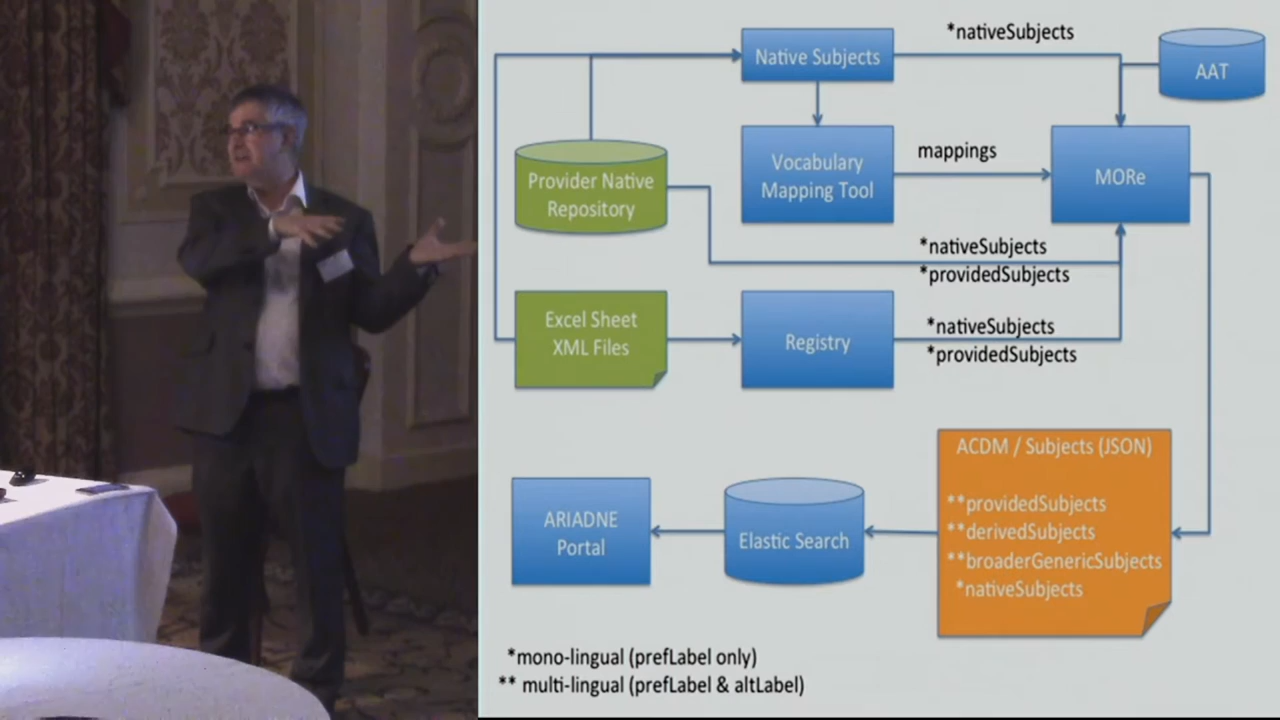 *nativeSubjects
Native Subjects
AAT
Provider Native
Repository
Vocabulary
Mapping Tool
mappings
MORe
*nativeSubjects
*providedSubjects
Excel Sheet
XML Files
Registry
*nativeSubjects
*providedSubjects
ACDM / Subjects (JSON)
**providedSubjects
**derivedSubjects
**broaderGenericSubjects
*nativeSubjects
ARIADNE
Portal
Elastic Search
*mono-lingual (prefLabel only)
** multi-lingual (prefLabel & altLabel)